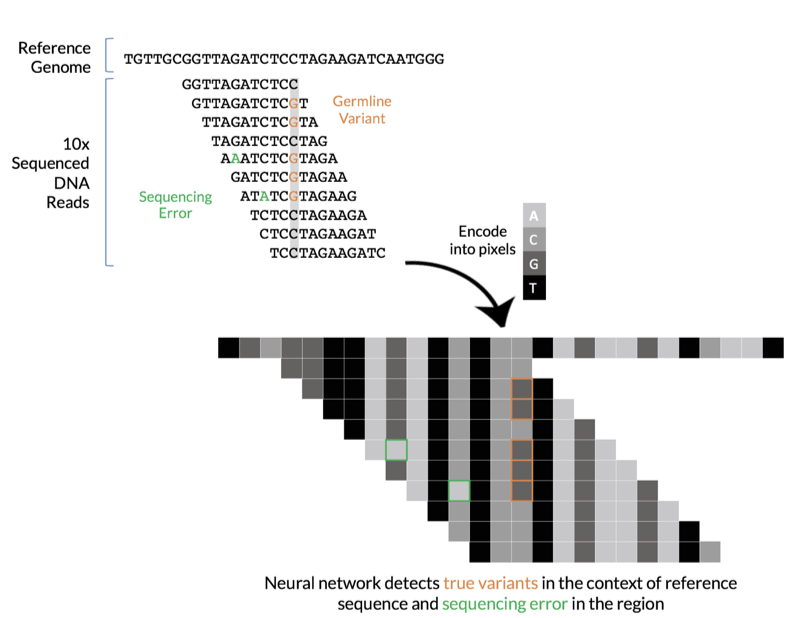 Reference
Genome
TGTTGCGGTTAGATCTCCTAGAAGATCAATGGG
10x
Sequenced
DNA
Reads
GGTTAGATCTCC
GTTAGATCTCGT
TTAGATCTCGTA
TAGATCTCCTAG
AAATCTCGTAGA
GATCTCGTAGAA
ATATCGTAGAAG
TCTCCTAGAAGA
CTCCTAGAAGAT
TCCTAGAAGATC
Germline
Variant
Sequencing
Error
Encode
into pixels
A
C
G
T
Neural network detects true variants in the context of reference
sequence and sequencing error in the region